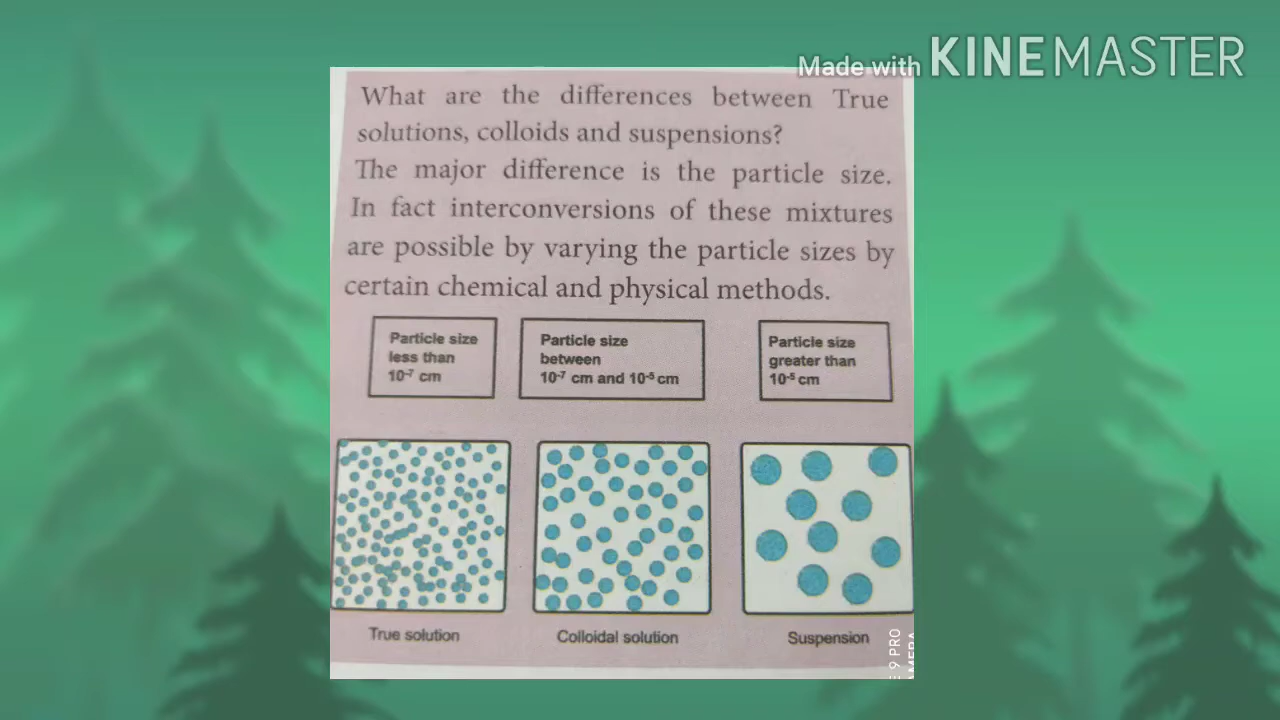 Made with KINEMASTER
What are the differences between True
solutions, colloids and suspensions?
The major difference is the particle size.
In fact interconversions of these mixtures
are possible by varying the particle sizes by
certain chemical and physical methods.
Particle size
less than
10⁻⁷ cm
Particle size
between
10⁻⁷ cm and 10⁻⁵ cm
Particle size
greater than
10⁻⁵ cm
True solution
Colloidal solution
Suspension
9 PRO